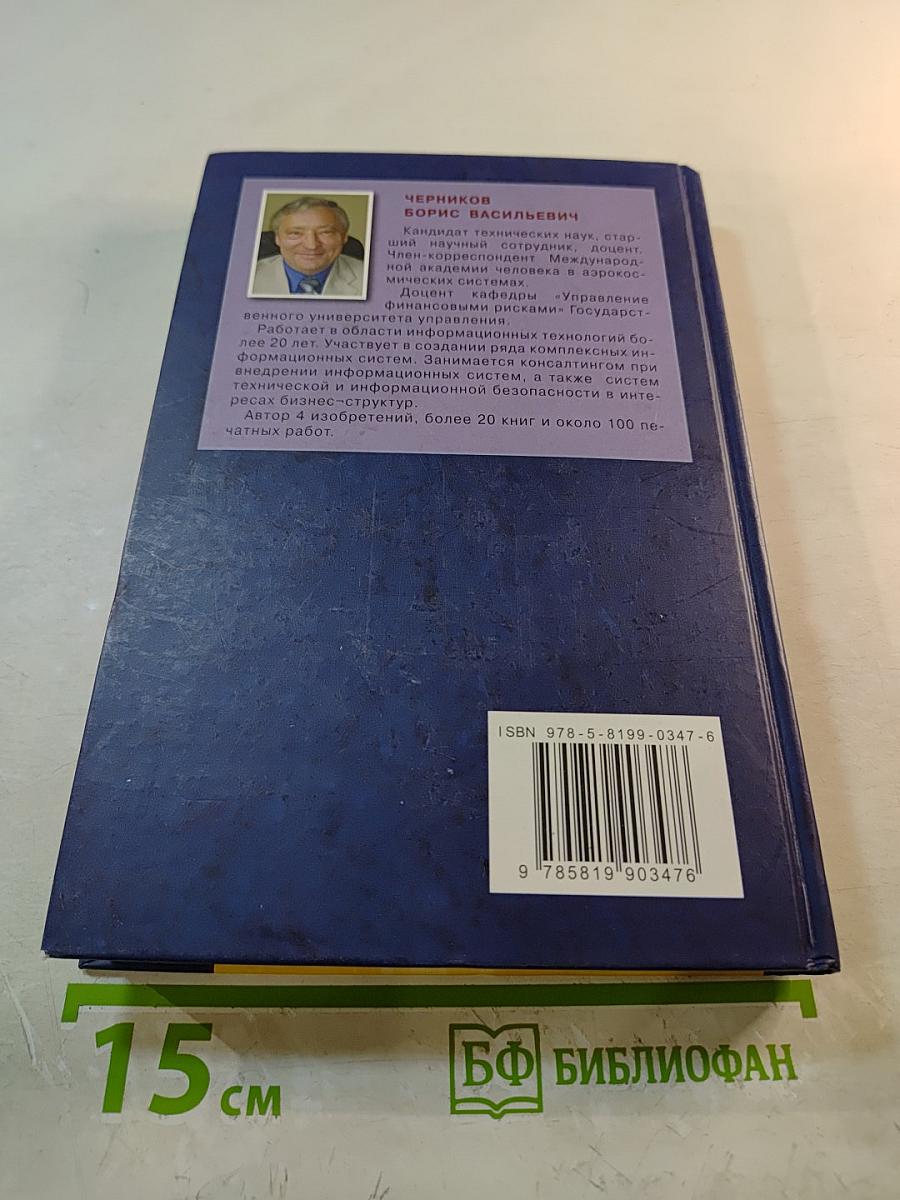 ЧЕРНИКОВ
БОРИС ВАСИЛЬЕВИЧ
Кандидат технических наук, стар-
ший научный сотрудник, доцент.
Член-корреспондент Международ-
ной академии человека в аэрокос-
мических системах.
Доцент кафедры «Управление
финансовыми рисками» Государст-
венного университета управления.
Работает в области информационных технологий бо-
лее 20 лет. Участвует в создании ряда комплексных ин-
формационных систем. Занимается консалтингом при
внедрении информационных систем, а также систем
технической и информационной безопасности в инте-
ресах бизнес¬структур.
Автор 4 изобретений, более 20 книг и около 100 пе-
чатных работ.
ISBN 978-5-8199-0347-6
9 785819 903476
15 см
БФ БИБЛИОФАН